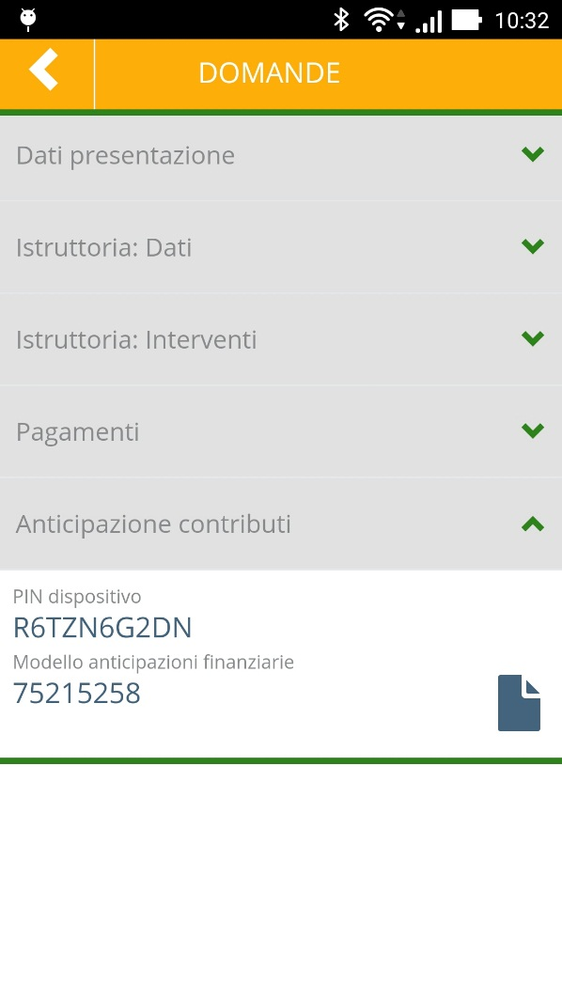 10:32
DOMANDE
Dati presentazione
Istruttoria: Dati
Istruttoria: Interventi
Pagamenti
Anticipazione contributi
PIN dispositivo
R6TZN6G2DN
Modello anticipazioni finanziarie
75215258